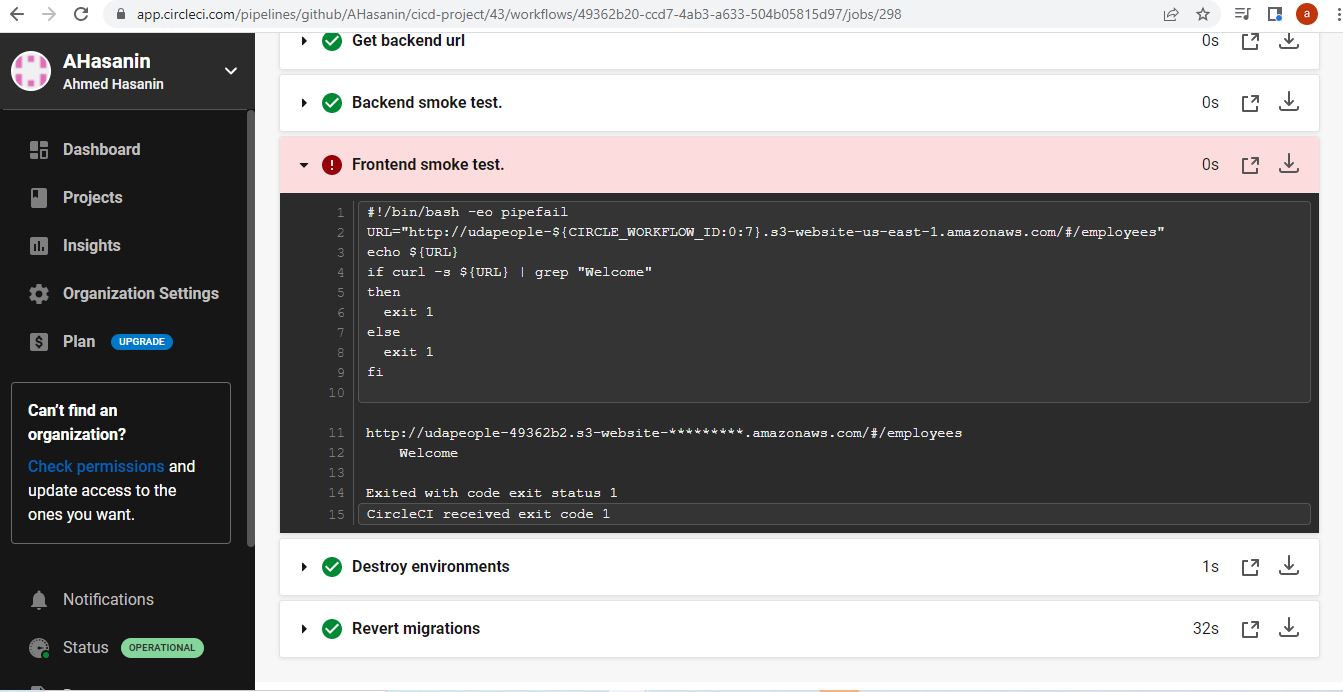 app.circleci.com/pipelines/github/AHasanin/cicd-project/43/workflows/49362b20-ccd7-4ab3-a633-504b05815d97/jobs/298
a
AHasanin
Ahmed Hasanin
Dashboard
Projects
Insights
Organization Settings
Plan UPGRADE
Can't find an
organization?
Check permissions and
update access to the
ones you want.
Notifications
Status OPERATIONAL
Get backend url 0s
Backend smoke test. 0s
Frontend smoke test. 0s
1 #!/bin/bash -eo pipefail
2 URL="http://udapeople-${CIRCLE_WORKFLOW_ID:0:7}.s3-website-us-east-1.amazonaws.com/#/employees"
3 echo ${URL}
4 if curl -s ${URL} | grep "Welcome"
5 then
6 exit 1
7 else
8 exit 1
9 fi
10
11 http://udapeople-49362b2.s3-website-*********.amazonaws.com/#/employees
12 Welcome
13
14 Exited with code exit status 1
15 CircleCI received exit code 1
Destroy environments 1s
Revert migrations 32s